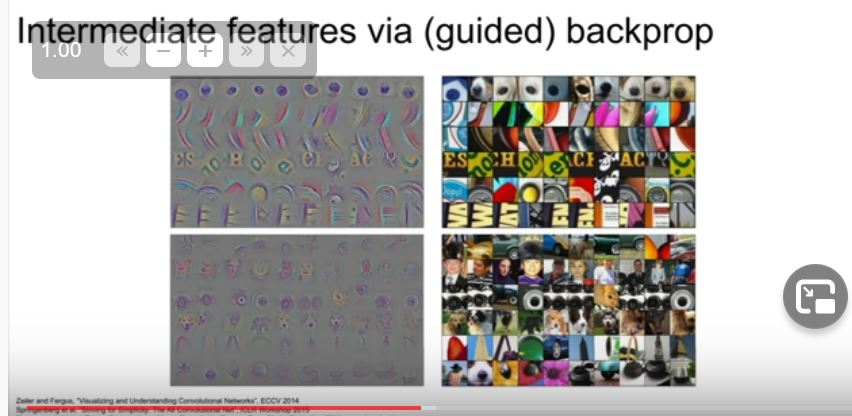 Intermediate features via (guided) backprop
1.00 « − + » ×
Zeiler and Fergus, "Visualizing and Understanding Convolutional Networks", ECCV 2014
Springenberg et al, "Striving for Simplicity: The All Convolutional Net", ICLR Workshop 2015